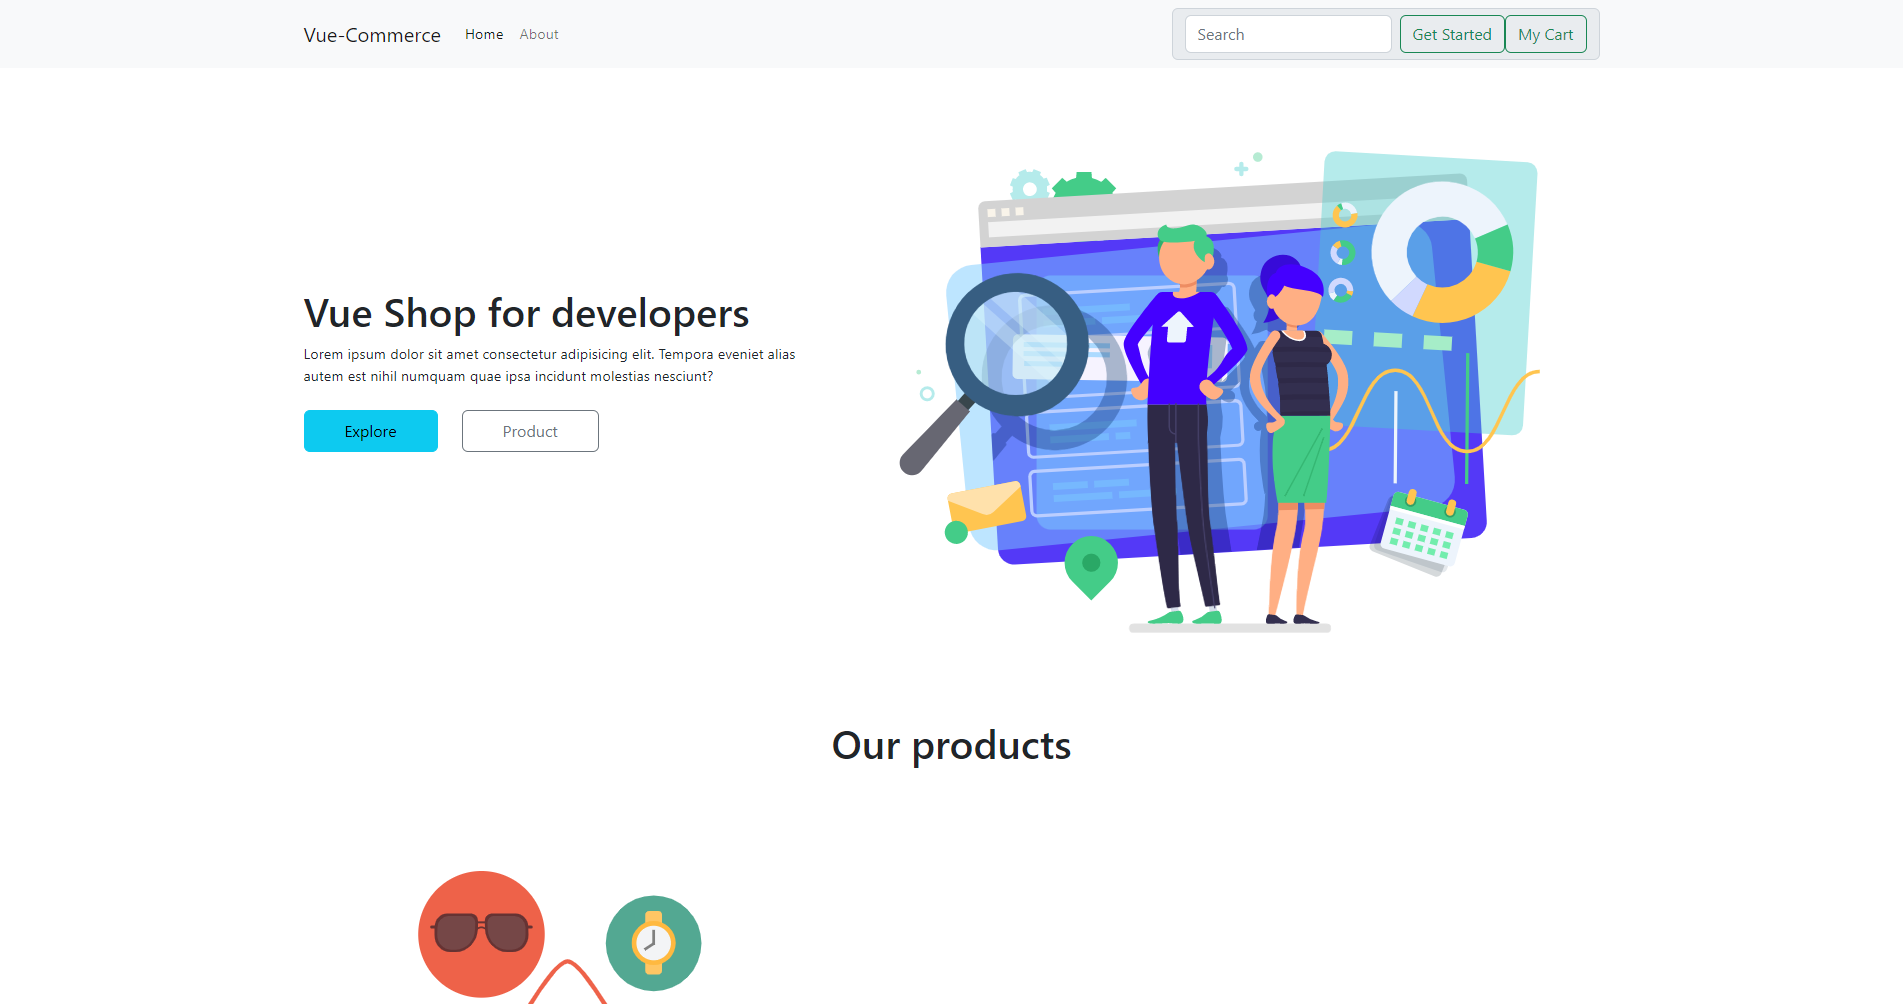 Vue-Commerce
Home
About
Search
Get Started
My Cart
Vue Shop for developers
Lorem ipsum dolor sit amet consectetur adipisicing elit. Tempora eveniet alias
autem est nihil numquam quae ipsa incidunt molestias nesciunt?
Explore
Product
Our products